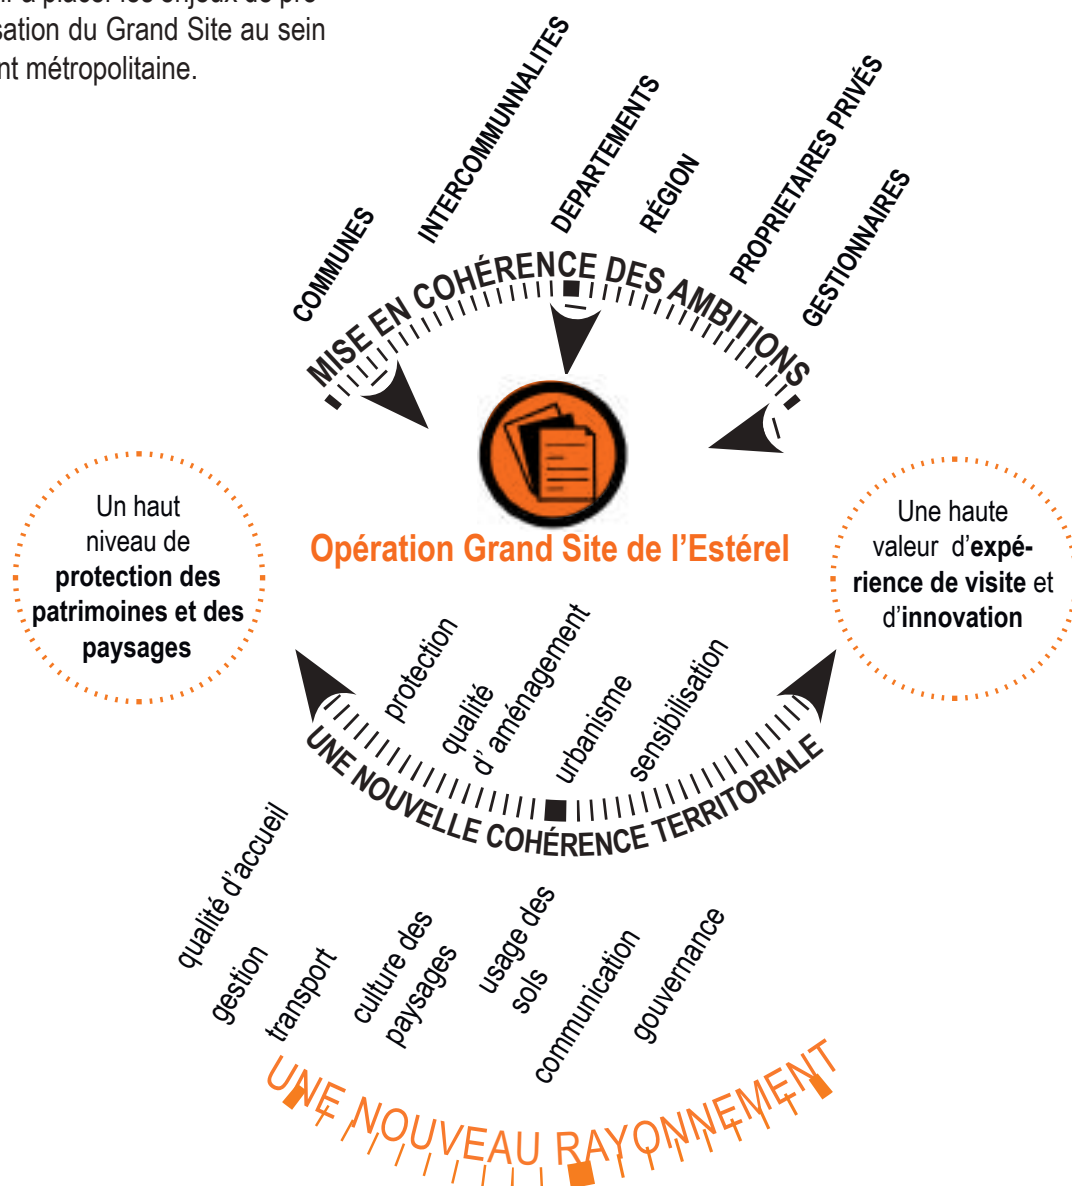 sation du Grand Site au sein
nt métropolitaine.
COMMUNES
INTERCOMMUNNALITES
DEPARTEMENTS
RÉGION
PROPRIETAIRES PRIVÉS
GESTIONNAIRES
MISE EN COHÉRENCE DES AMBITIONS
Opération Grand Site de l’Estérel
Un haut
niveau de
protection des
patrimoines et des
paysages
Une haute
valeur d’expé-
rience de visite et
d’innovation
protection
qualité
d’ aménagement
urbanisme
sensibilisation
UNE NOUVELLE COHÉRENCE TERRITORIALE
qualité d’accueil
gestion
transport
culture des
paysages
usage des
sols
communication
gouvernance
UNE NOUVEAU RAYONNEMENT